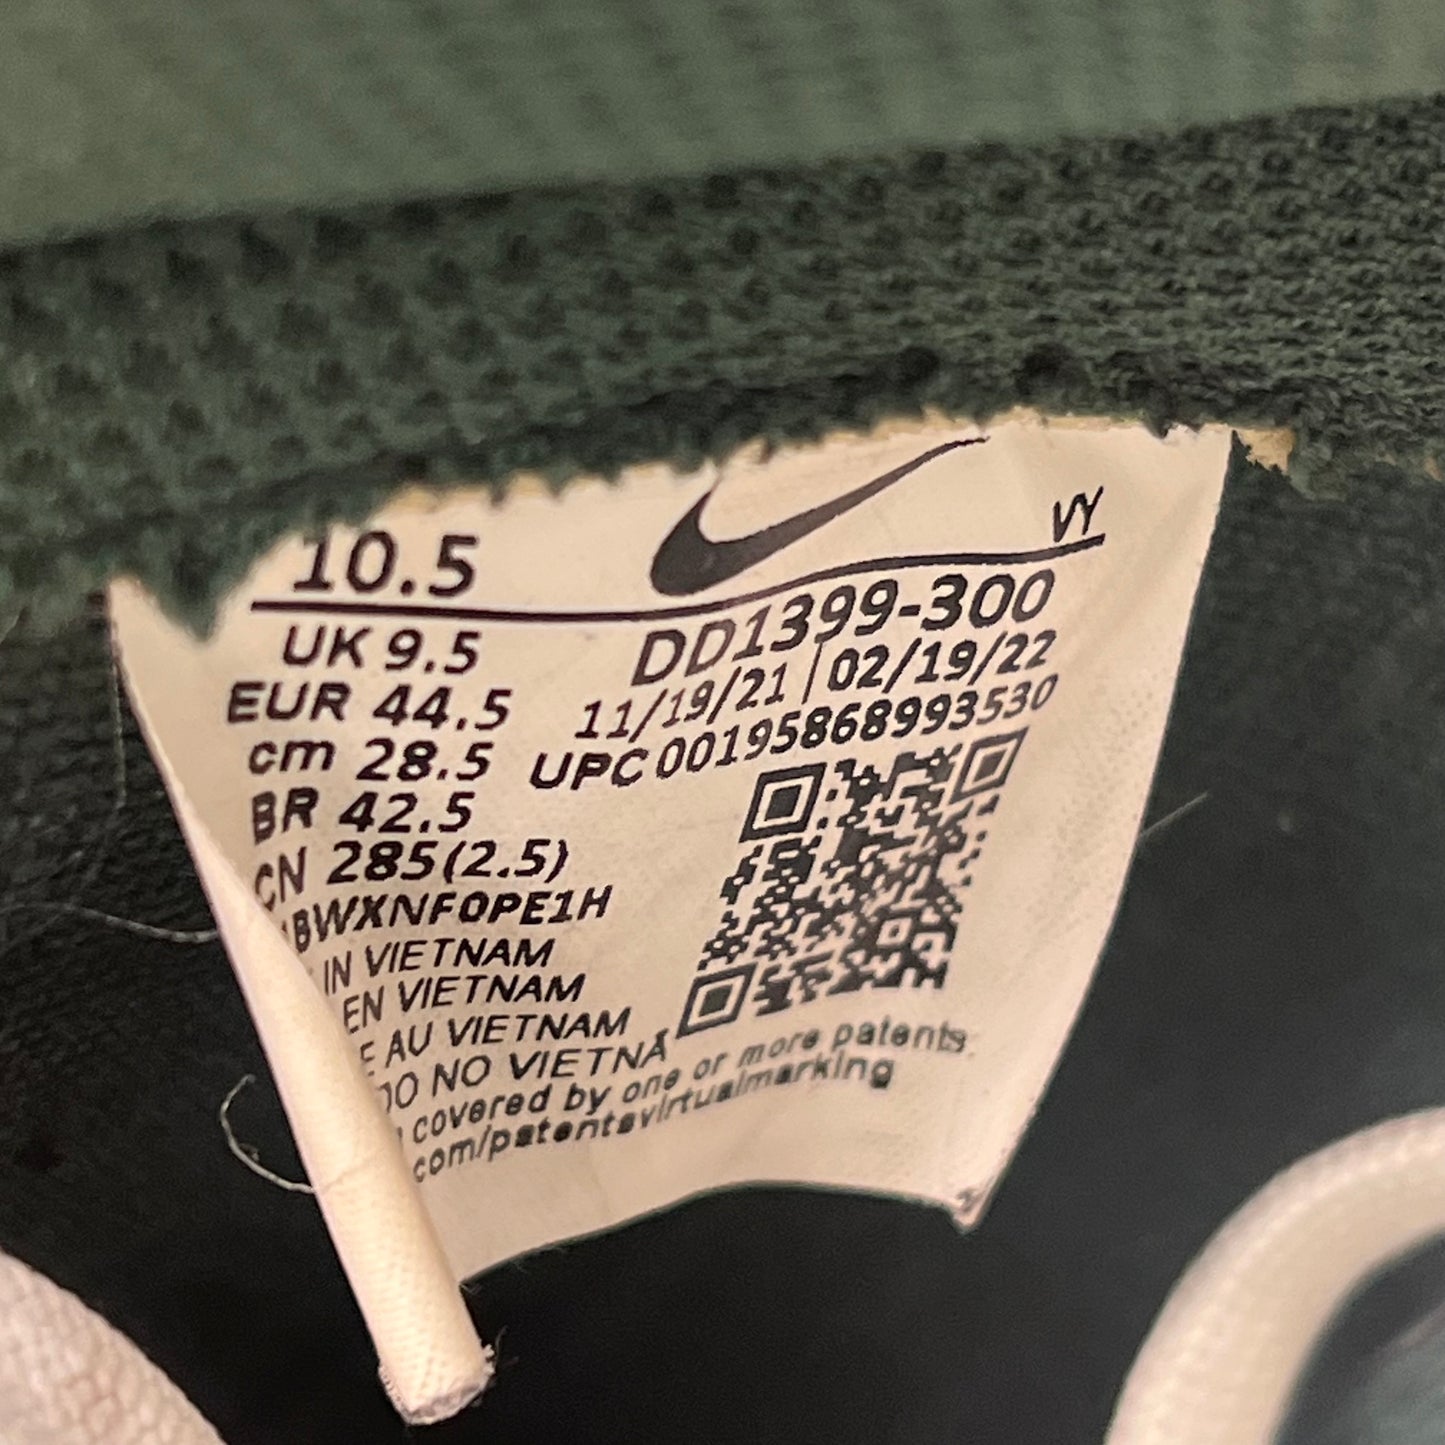 10.5
VY
UK 9.5
EUR 44.5
cm 28.5
BR 42.5
CN 285(2.5)
BWXNF0PE1H
DD1399-300
11/19/21 | 02/19/22
UPC 00195868993530
IN VIETNAM
EN VIETNAM
AU VIETNAM
NO VIETNA
covered by one or more patents.
com/patentsvirtualmarking